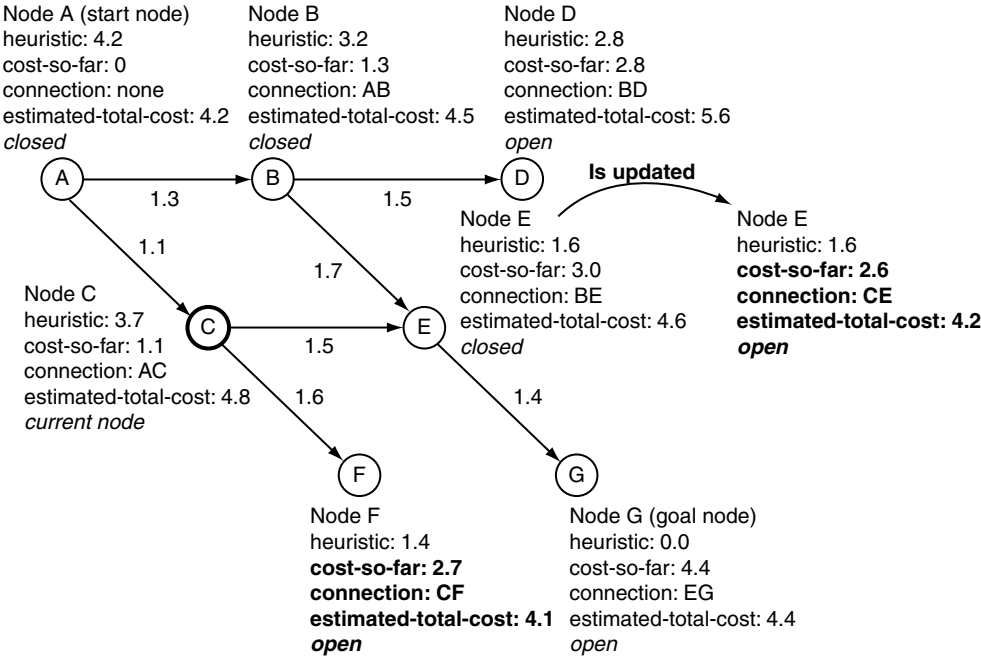 Node A (start node)
heuristic: 4.2
cost-so-far: 0
connection: none
estimated-total-cost: 4.2
closed
Node B
heuristic: 3.2
cost-so-far: 1.3
connection: AB
estimated-total-cost: 4.5
closed
Node D
heuristic: 2.8
cost-so-far: 2.8
connection: BD
estimated-total-cost: 5.6
open
A
1.3
B
1.5
D
Is updated
1.1
1.7
Node E
heuristic: 1.6
cost-so-far: 3.0
connection: BE
estimated-total-cost: 4.6
closed
Node E
heuristic: 1.6
cost-so-far: 2.6
connection: CE
estimated-total-cost: 4.2
open
Node C
heuristic: 3.7
cost-so-far: 1.1
connection: AC
estimated-total-cost: 4.8
current node
C
1.5
E
1.6
1.4
F
G
Node F
heuristic: 1.4
cost-so-far: 2.7
connection: CF
estimated-total-cost: 4.1
open
Node G (goal node)
heuristic: 0.0
cost-so-far: 4.4
connection: EG
estimated-total-cost: 4.4
open